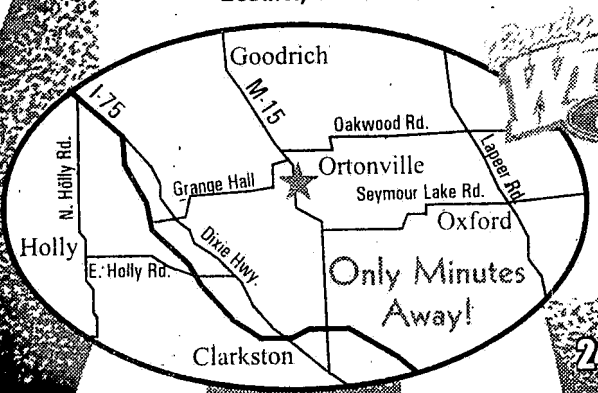 Goodrich
I-75
M-15
Oakwood Rd.
N. Holly Rd.
Lapeer Rd.
Ortonville
Grange Hall
Seymour Lake Rd.
Oxford
Holly
Dixie Hwy.
E. Holly Rd.
Only Minutes
Away!
Clarkston